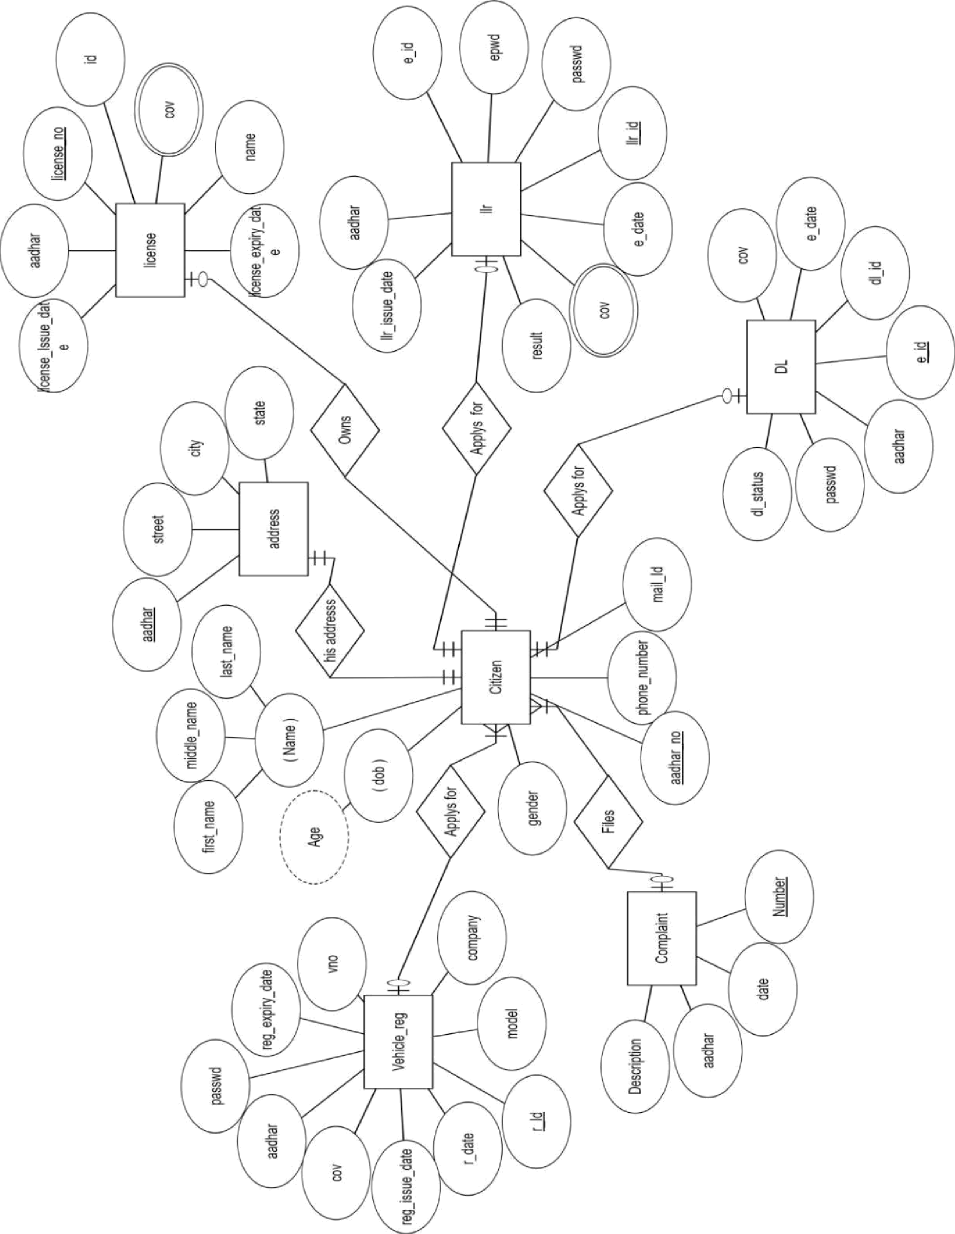 id
cov
license_no
name
aadhar
license
license_expiry_dat
e
license_issue_dat
e
e_id
epwd
passwd
llr_id
aadhar
llr
e_date
llr_issue_date
result
cov
cov
e_date
dl_id
DL
e_id
dl_status
passwd
aadhar
Owns
Applys for
Applys for
state
city
street
address
aadhar
his addresss
last_name
middle_name
first_name
( Name )
( dob )
Age
Citizen
mail_Id
phone_number
aadhar_no
gender
Applys for
Files
vno
company
reg_expiry_date
model
Vehicle_reg
passwd
aadhar
cov
reg_issue_date
r_date
r_Id
Complaint
Number
date
aadhar
Description